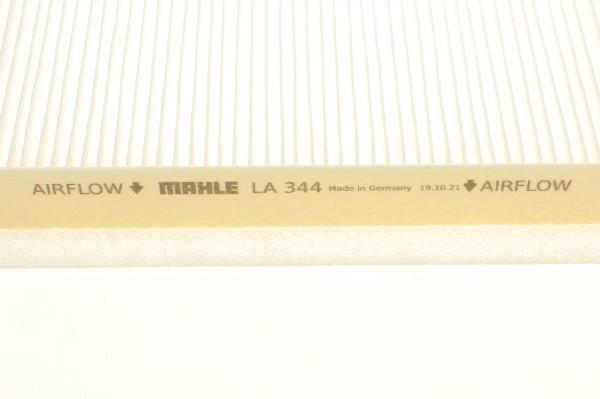 AIRFLOW MAHLE LA 344 Made in Germany 19.10.21 AIRFLOW